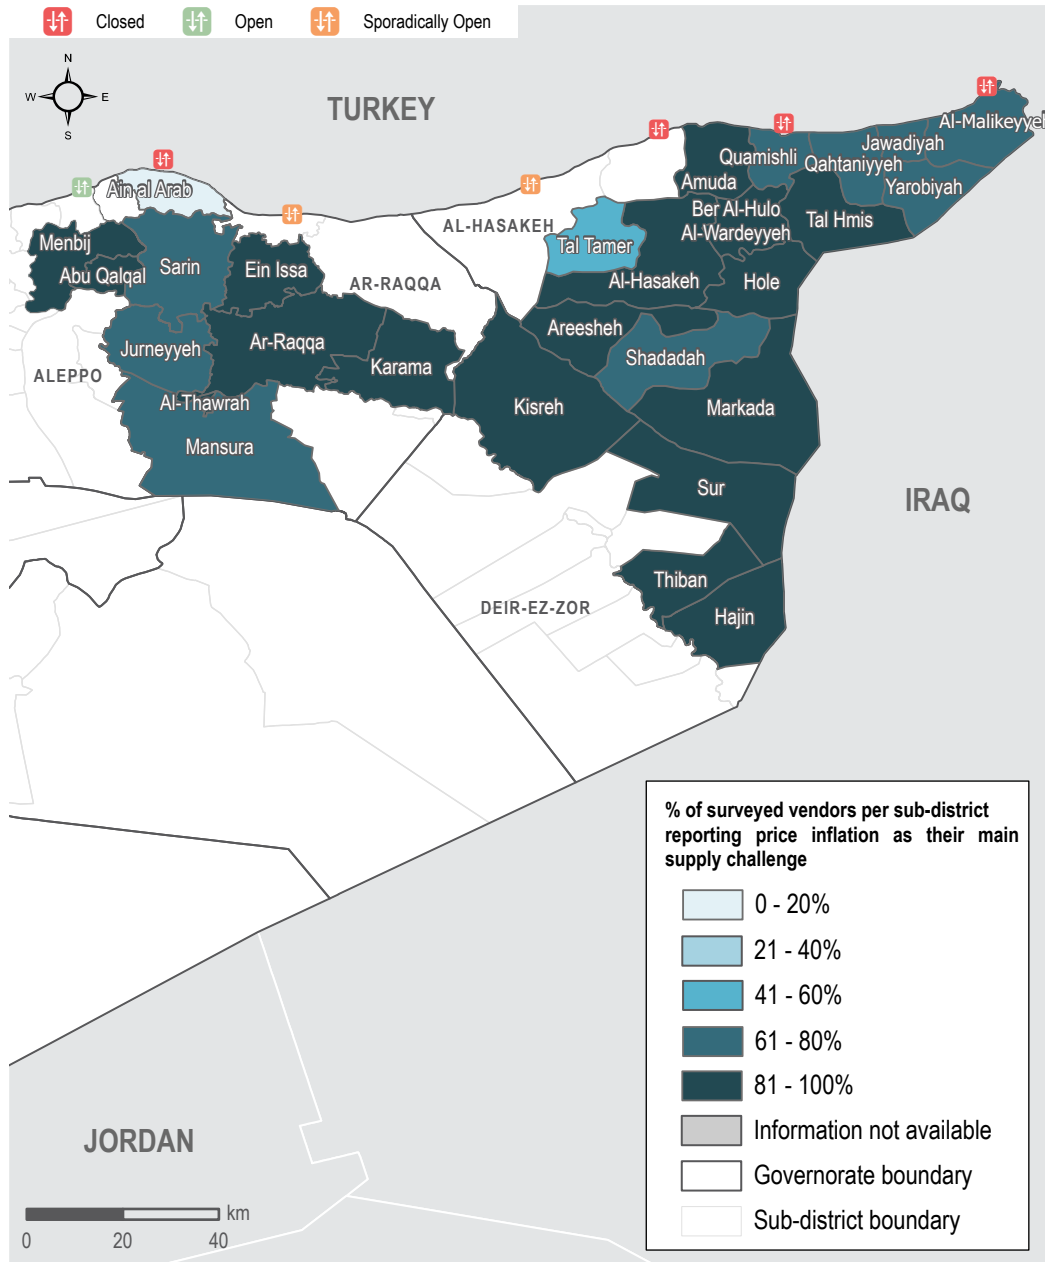 Closed
Open
Sporadically Open
N
W
E
S
TURKEY
Al-Malikeyyeh
Jawadiyah
Quamishli
Qahtaniyyeh
Amuda
Yarobiyah
Ain al Arab
Ber Al-Hulo
Al-Wardeyyeh
Tal Hmis
AL-HASAKEH
Menbij
Tal Tamer
Abu Qalqal
Sarin
Ein Issa
Al-Hasakeh
Hole
AR-RAQQA
Areesheh
Jurneyyeh
Ar-Raqqa
Shadadah
ALEPPO
Karama
Al-Thawrah
Kisreh
Markada
Mansura
Sur
IRAQ
Thiban
DEIR-EZ-ZOR
Hajin
% of surveyed vendors per sub-district
reporting price inflation as their main
supply challenge
0 - 20%
21 - 40%
41 - 60%
61 - 80%
81 - 100%
Information not available
Governorate boundary
Sub-district boundary
JORDAN
km
0 20 40